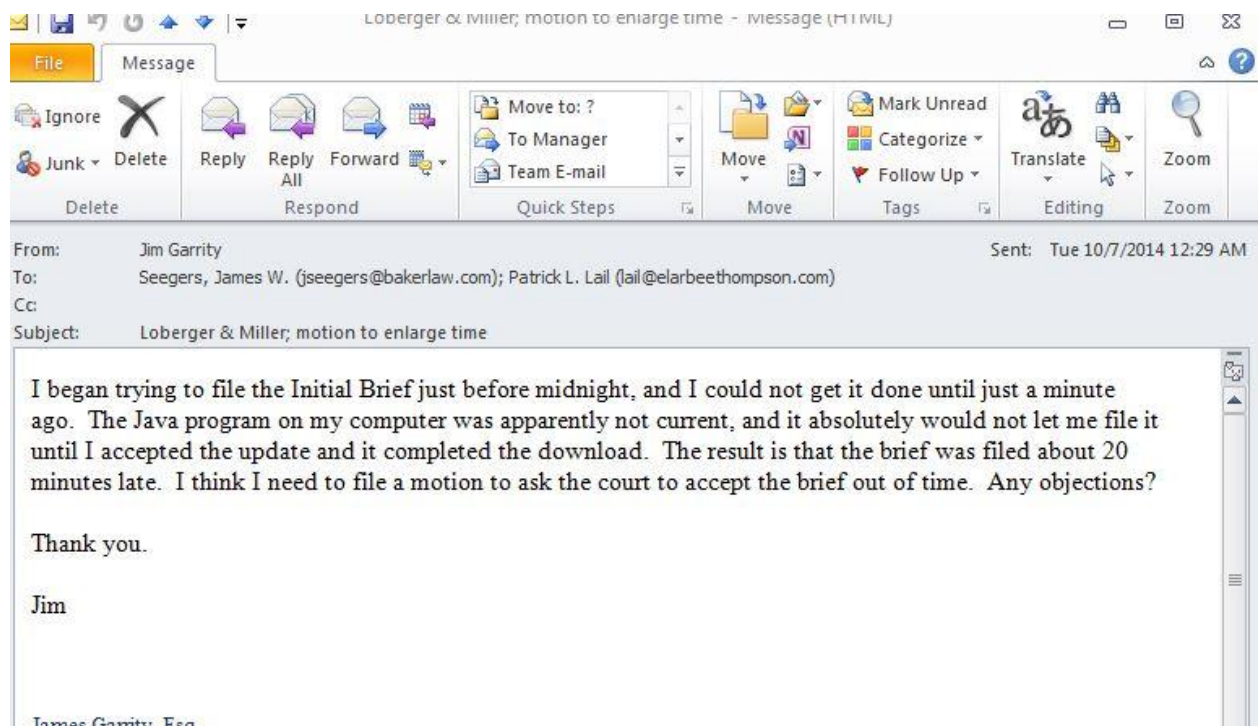 Loberger & Miller; motion to enlarge time - Message (HTML)
File Message
Ignore
Junk
Delete
Reply
Reply All
Forward
Move to: ?
To Manager
Team E-mail
Move
Mark Unread
Categorize
Follow Up
Translate
Zoom
Delete Respond Quick Steps Move Tags Editing Zoom
From: Jim Garrity Sent: Tue 10/7/2014 12:29 AM
To: Seegers, James W. (jseegers@bakerlaw.com); Patrick L. Lail (lail@elarbeethompson.com)
Cc:
Subject: Loberger & Miller; motion to enlarge time
I began trying to file the Initial Brief just before midnight, and I could not get it done until just a minute
ago. The Java program on my computer was apparently not current, and it absolutely would not let me file it
until I accepted the update and it completed the download. The result is that the brief was filed about 20
minutes late. I think I need to file a motion to ask the court to accept the brief out of time. Any objections?
Thank you.
Jim
James Garrity, Esq.